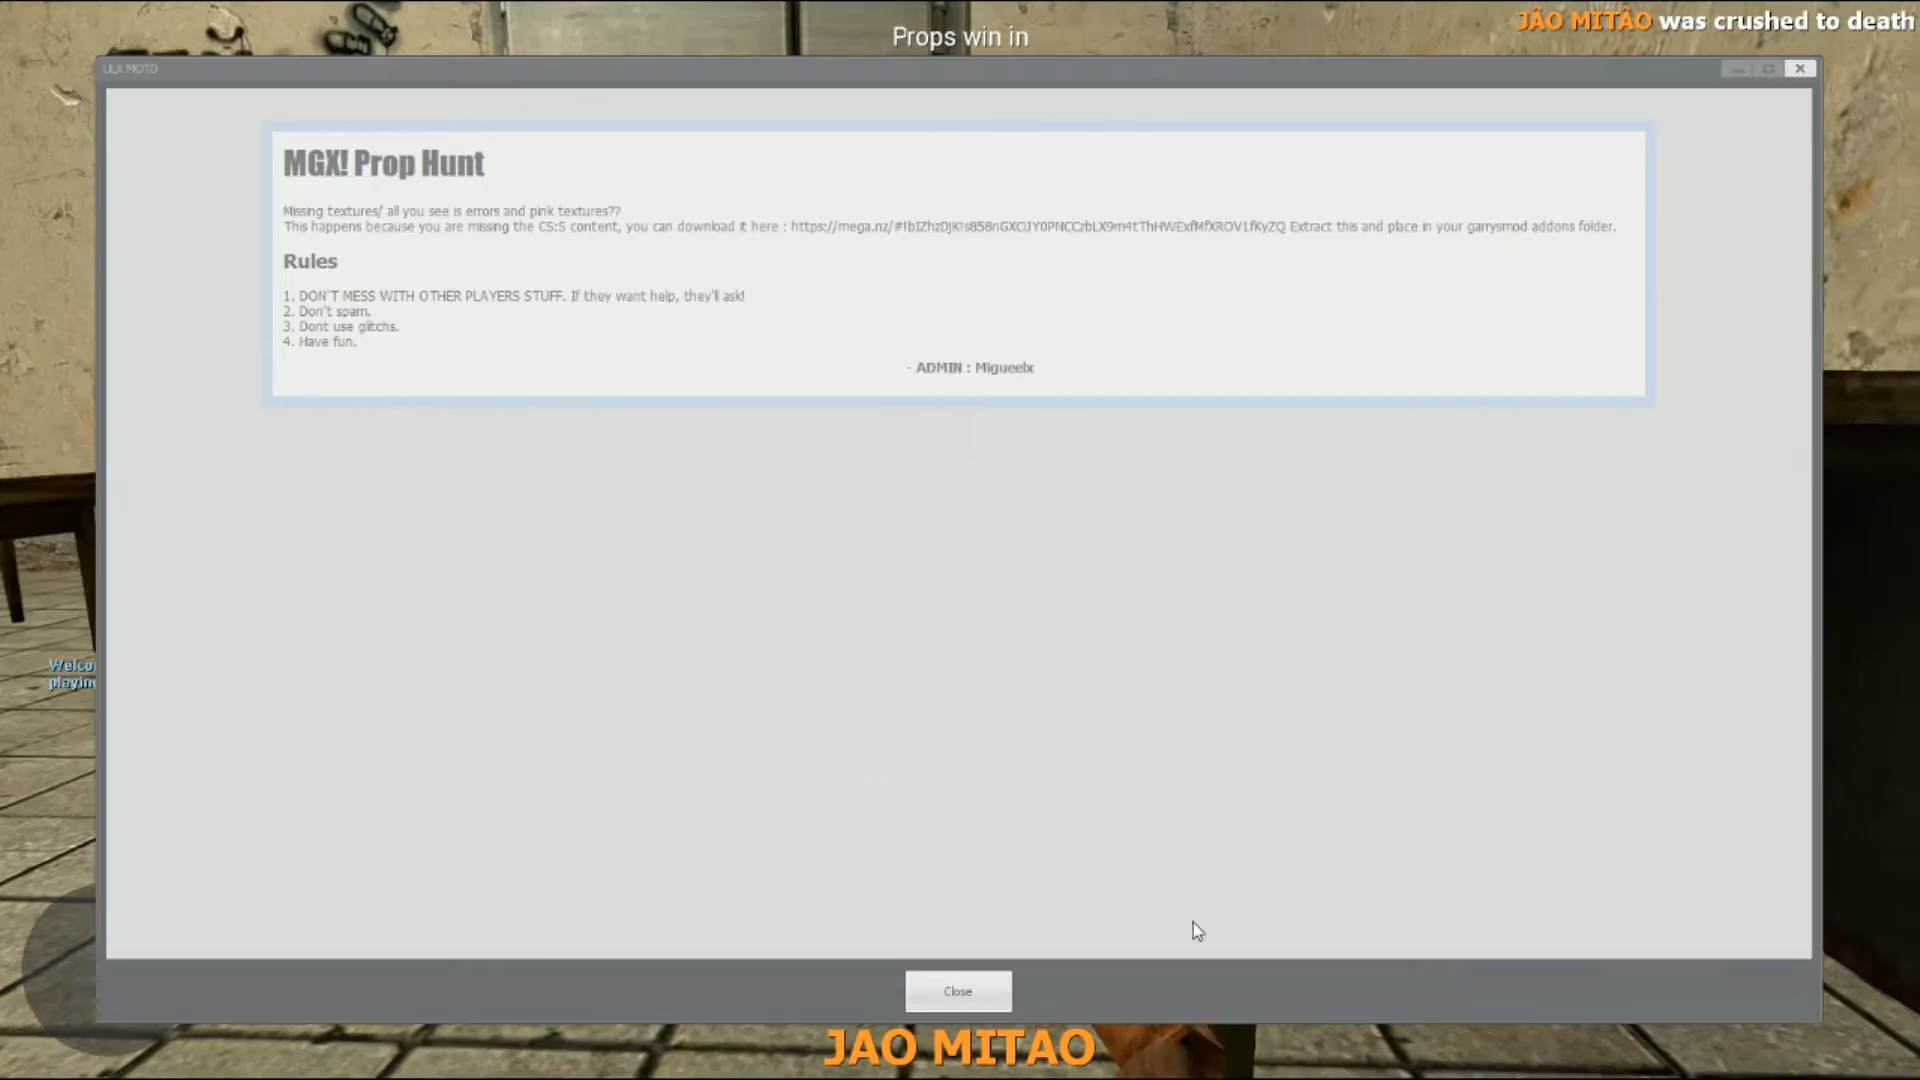 Props win in
JÃO MITÃO was crushed to death
ULX MOTD
MGX! Prop Hunt
Missing textures/ all you see is errors and pink textures??
This happens because you are missing the CS:S content, you can download it here : Extract this and place in your garrysmod addons folder.
Rules
1. DON'T MESS WITH OTHER PLAYERS STUFF. If they want help, they'll ask!
2. Don't spam.
3. Dont use glitchs.
4. Have fun.
- ADMIN : Migueelx
Welco
playin
Close
JAO MITAO